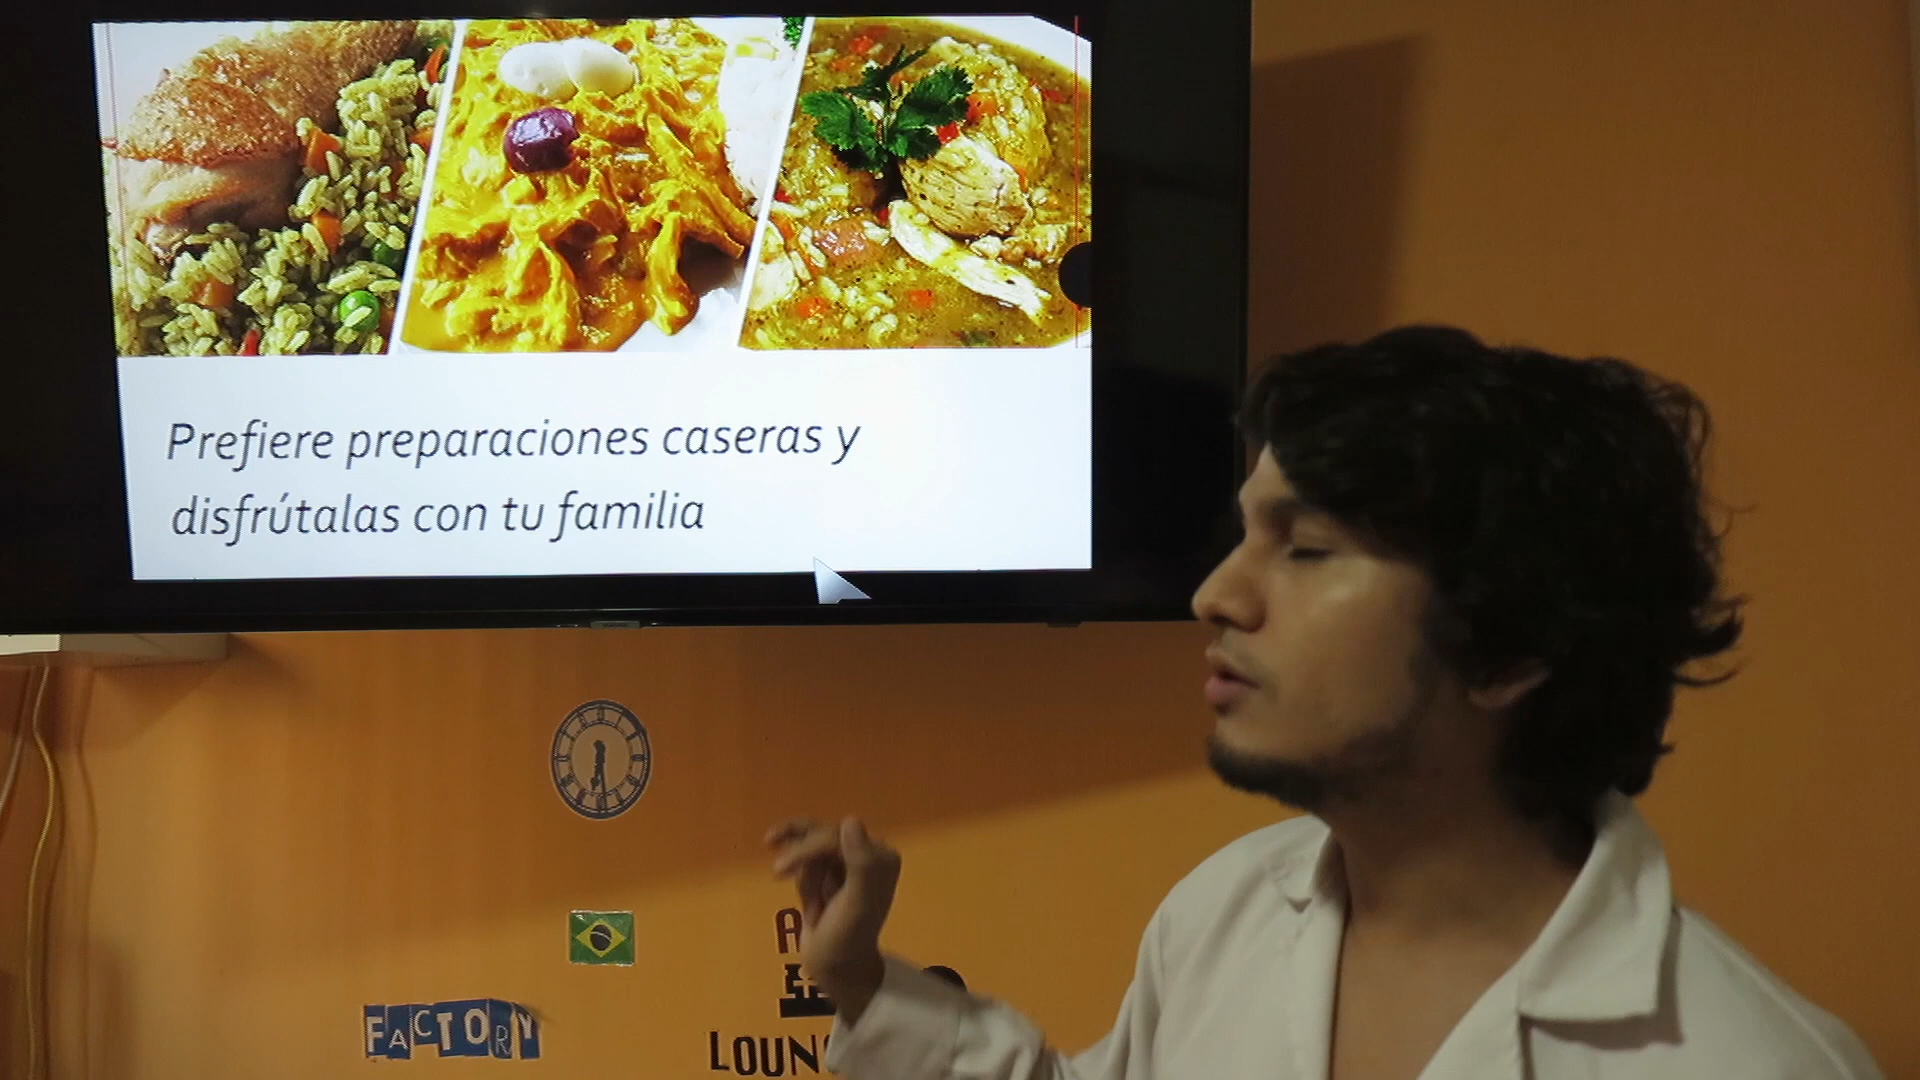 Prefiere preparaciones caseras y
disfrútalas con tu familia
FACTORY